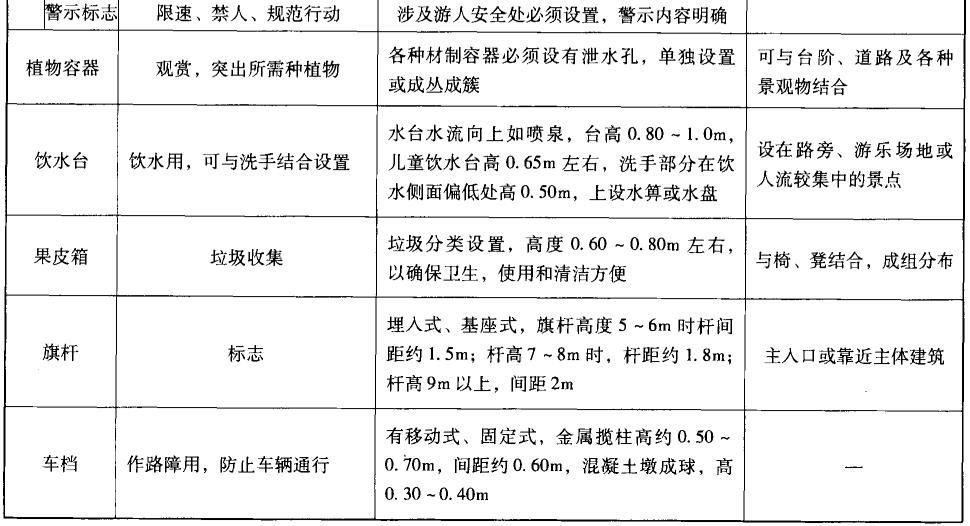 警示标志
限速、禁人、规范行动
涉及游人安全处必须设置，警示内容明确
植物容器
观赏，突出所需种植物
各种材制容器必须设有泄水孔，单独设置
或成丛成簇
可与台阶、道路及各种
景观物结合
饮水台
饮水用，可与洗手结合设置
水台水流向上如喷泉，台高0.80~1.0m，
儿童饮水台高0.65m左右，洗手部分在饮
水侧面偏低处高0.50m，上设水箅或水盘
设在路旁、游乐场地或
人流较集中的景点
果皮箱
垃圾收集
垃圾分类设置，高度0.60~0.80m左右，
以确保卫生，使用和清洁方便
与椅、凳结合，成组分布
旗杆
标志
埋入式、基座式，旗杆高度5~6m时杆间
距约1.5m；杆高7~8m时，杆距约1.8m；
杆高9m以上，间距2m
主入口或靠近主体建筑
车档
作路障用，防止车辆通行
有移动式、固定式，金属揽柱高约0.50~
0.70m，间距约0.60m，混凝土墩成球，高
0.30~0.40m
—